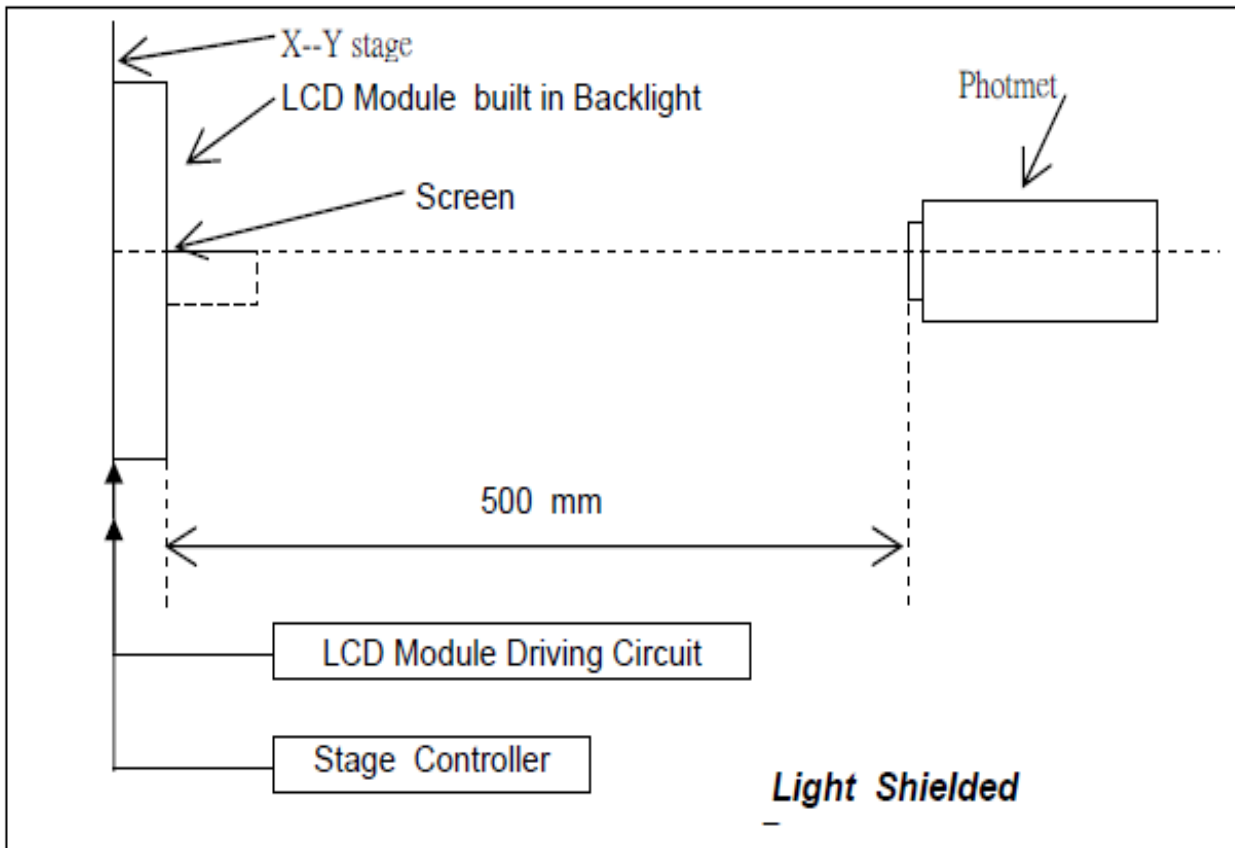 X--Y stage
LCD Module built in Backlight
Photmet
Screen
500 mm
LCD Module Driving Circuit
Stage Controller
Light Shielded